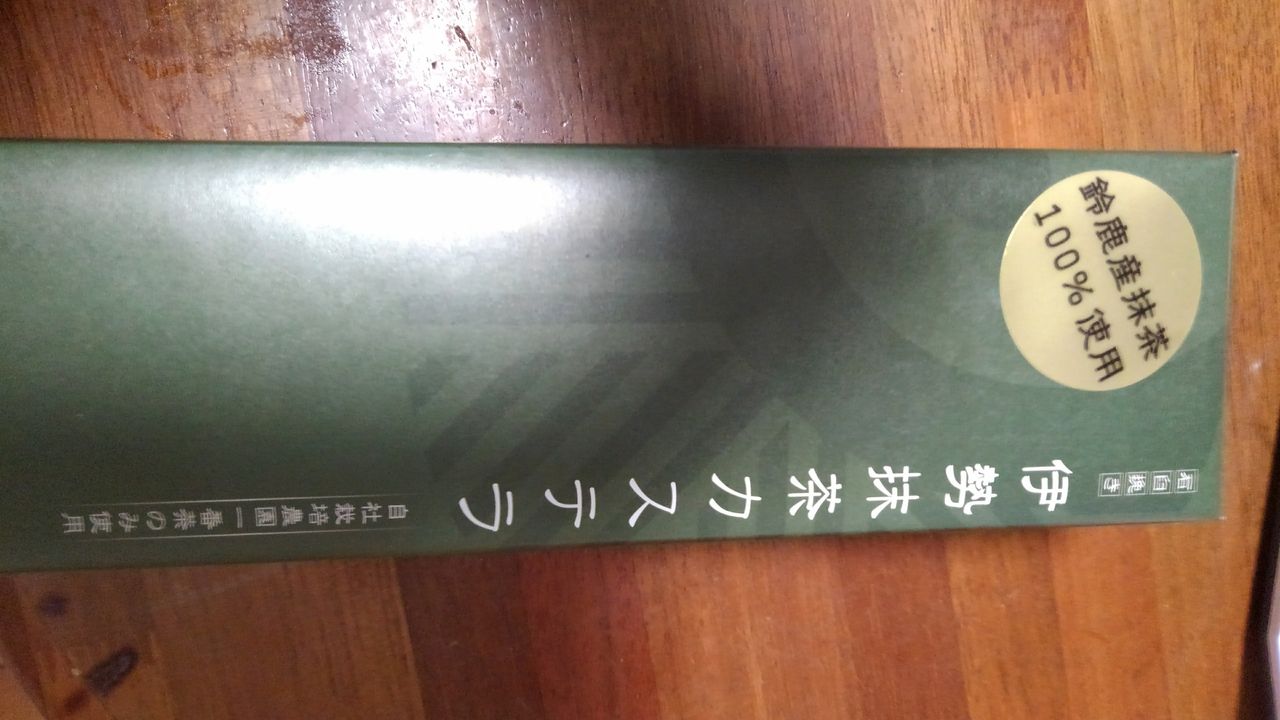 鈴鹿産抹茶
100%使用
石臼挽き
伊勢抹茶カステラ
自社栽培農園一番茶のみ使用